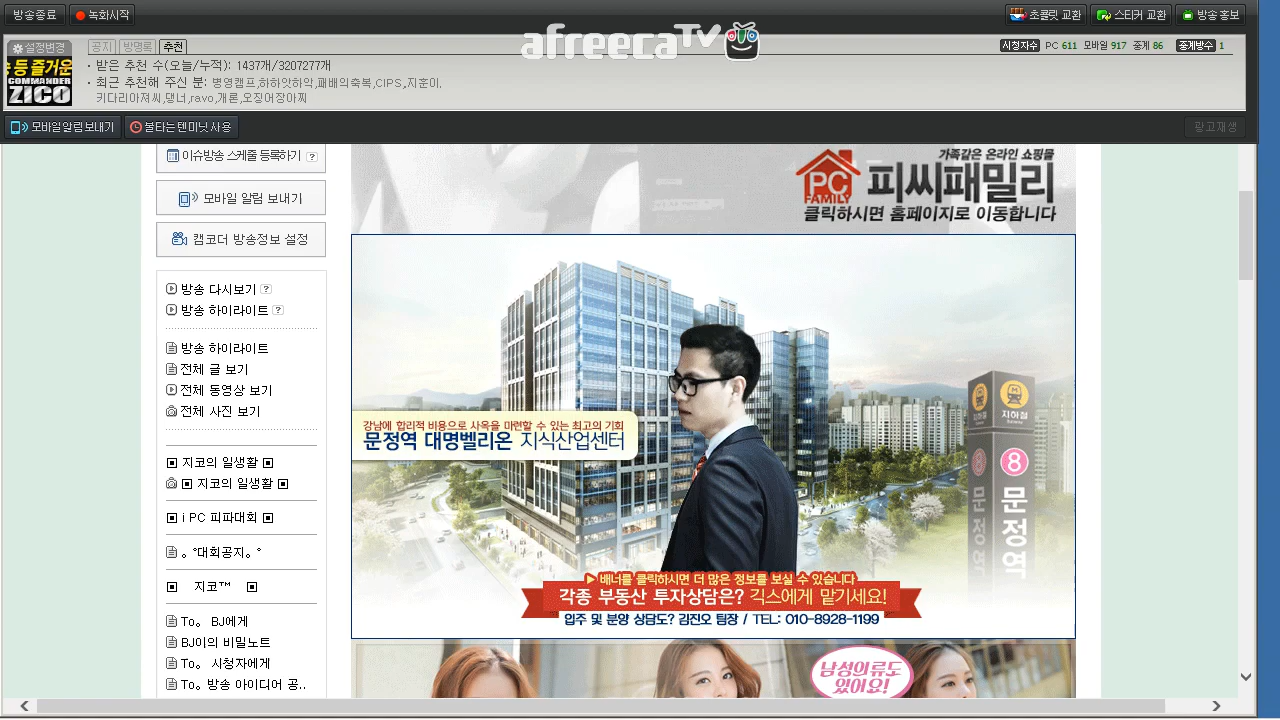 방송종료
녹화시작
초콜릿 교환
스티커 교환
방송 홍보
afreecaTV
설정변경
공지
방명록
추천
시청자수 PC 611 모바일 917 중계 86 중계방수 1
등 즐거운
COMMANDER
ZICO
· 받은 추천 수(오늘/누적): 1437개/3207277개
· 최근 추천해 주신 분: 병영캠프,하하앗하악,패배의축복,CIPS,지훈이,
키다리아저씨,댕너,ravo,개론,오징어장아찌
모바일알림보내기
불타는텐미닛 사용
광고재생
이슈방송 스케줄 등록하기 ?
모바일 알림 보내기
캠코더 방송정보 설정
방송 다시보기 ?
방송 하이라이트 ?
방송 하이라이트
전체 글 보기
전체 동영상 보기
전체 사진 보기
▣ 지코의 일생활 ▣
▣ 지코의 일생활 ▣
▣ i PC 피파대회 ▣
。°대회공지。°
▣ 지코™ ▣
To。 BJ에게
BJ이의 비밀노트
To。 시청자에게
가족같은 온라인 쇼핑몰
PC
FAMILY
피씨패밀리
클릭하시면 홈페이지로 이동합니다
강남에 합리적 비용으로 사옥을 마련할 수 있는 최고의 기회
문정역 대명벨리온 지식산업센터
지하철
지하철
8
8
문정역
문정역
▶ 배너를 클릭하시면 더 많은 정보를 보실 수 있습니다
각종 부동산 투자상담은? 긱스에게 맡기세요!
입주 및 분양 상담도? 김진오 팀장 / TEL: 010-8928-1199
남성의류도
있어요!